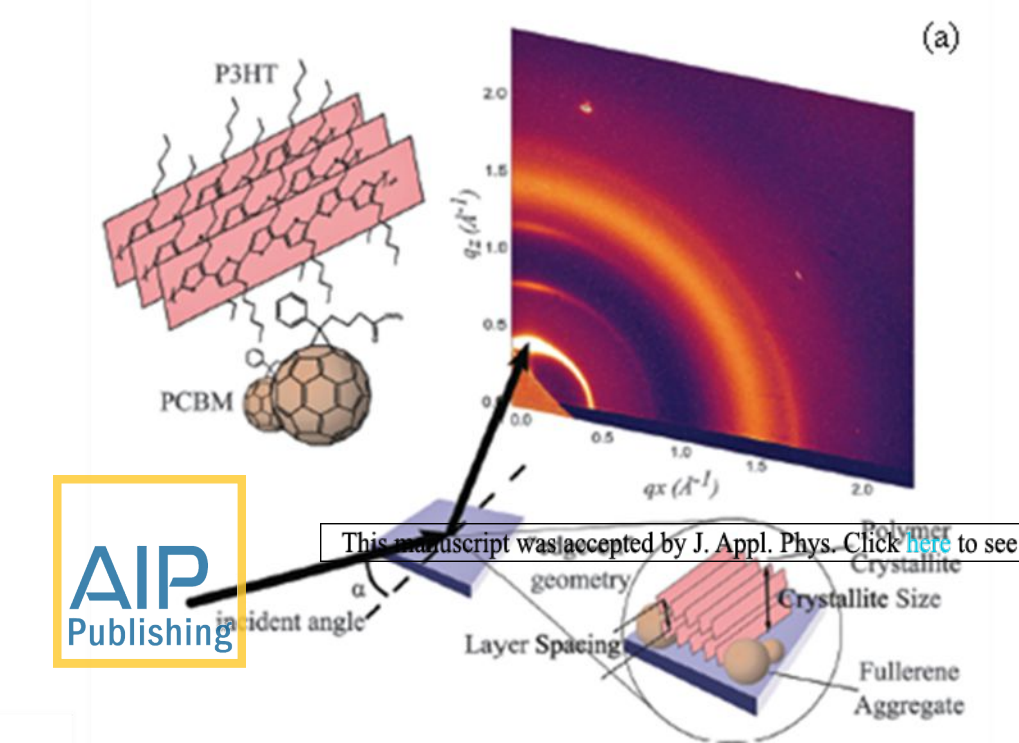 (a)
P3HT
2.0
1.5
1.0
0.5
qz (Å⁻¹)
PCBM
0.0
0.5
1.0
1.5
2.0
qx (Å⁻¹)
This manuscript was accepted by J. Appl. Phys. Click here to see
Polymer
Crystallite
geometry
α
Crystallite Size
AIP
Publishing
incident angle
Layer Spacing
Fullerene
Aggregate